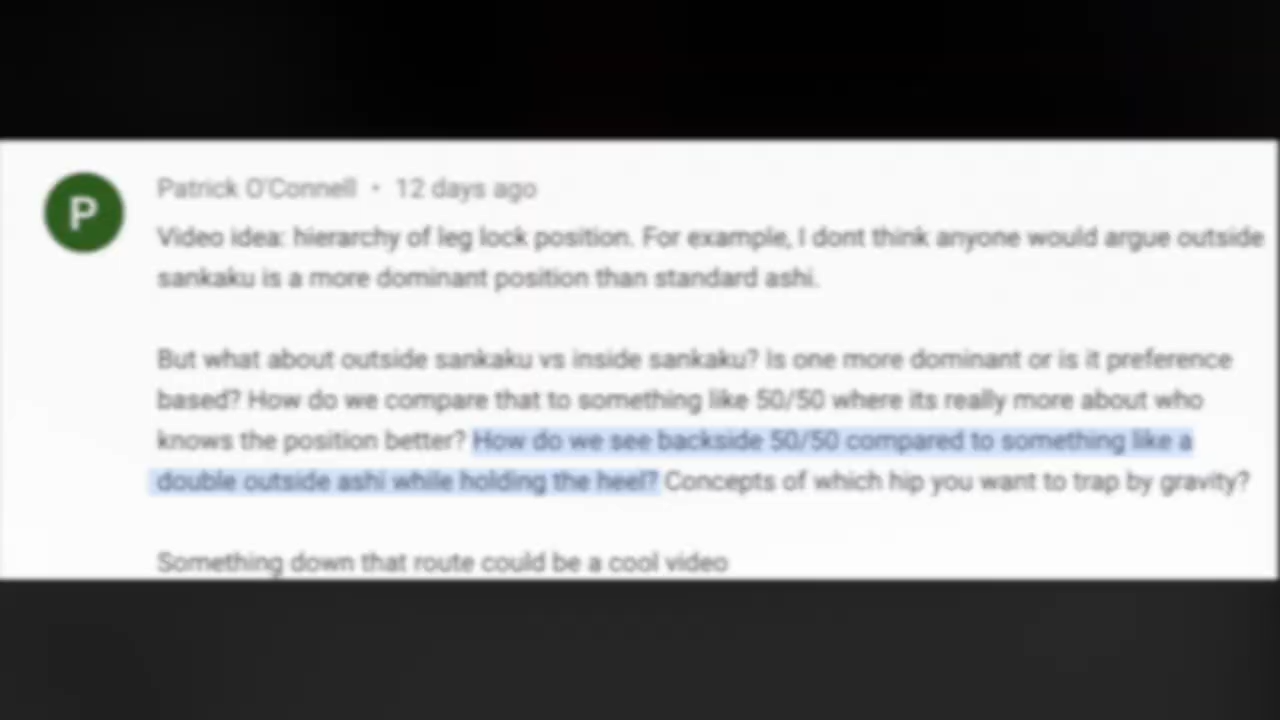 P
Patrick O'Connell • 12 days ago
Video idea: hierarchy of leg lock position. For example, I dont think anyone would argue outside
sankaku is a more dominant position than standard ashi.
But what about outside sankaku vs inside sankaku? Is one more dominant or is it preference
based? How do we compare that to something like 50/50 where its really more about who
knows the position better? How do we see backside 50/50 compared to something like a
double outside ashi while holding the heel? Concepts of which hip you want to trap by gravity?
Something down that route could be a cool video